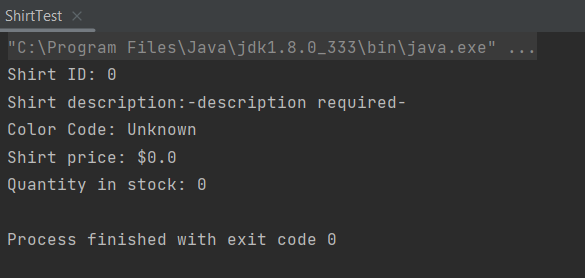 ShirtTest
"C:\Program Files\Java\jdk1.8.0_333\bin\java.exe" ...
Shirt ID: 0
Shirt description:-description required-
Color Code: Unknown
Shirt price: $0.0
Quantity in stock: 0
Process finished with exit code 0